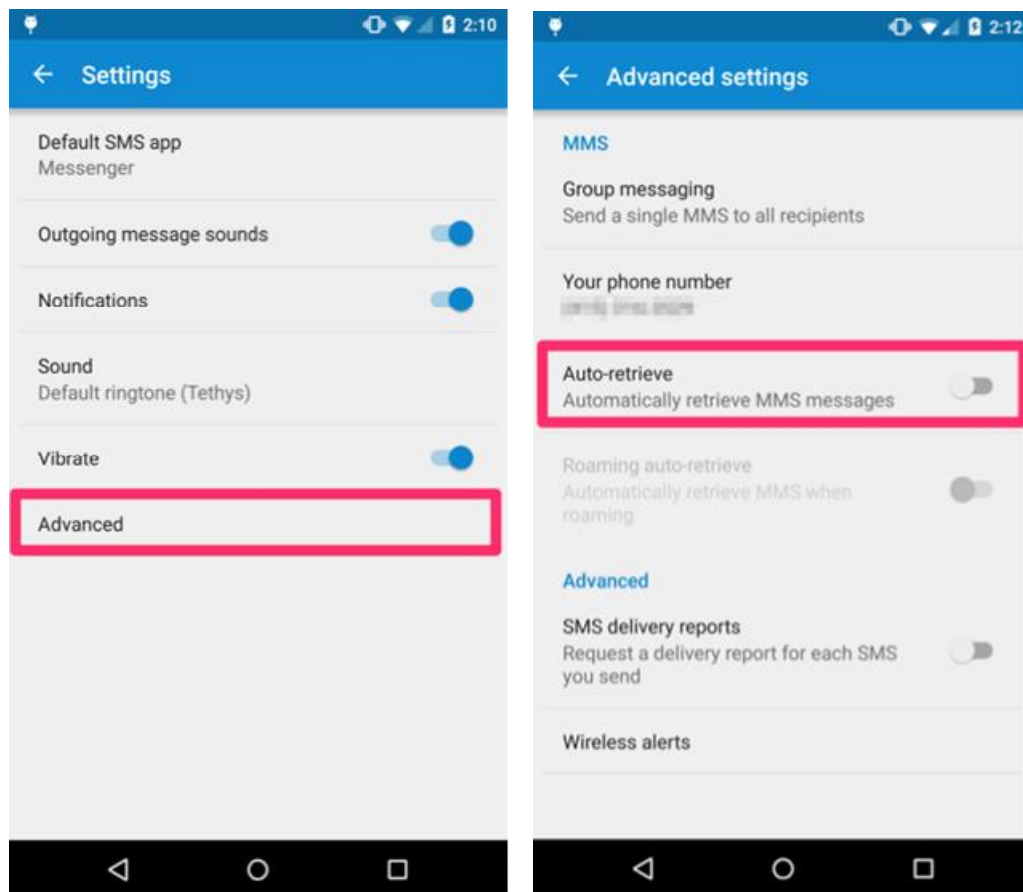 2:10
Settings
Default SMS app
Messenger
Outgoing message sounds
Notifications
Sound
Default ringtone (Tethys)
Vibrate
Advanced
2:12
Advanced settings
MMS
Group messaging
Send a single MMS to all recipients
Your phone number
Auto-retrieve
Automatically retrieve MMS messages
Roaming auto-retrieve
Automatically retrieve MMS when
roaming
Advanced
SMS delivery reports
Request a delivery report for each SMS
you send
Wireless alerts